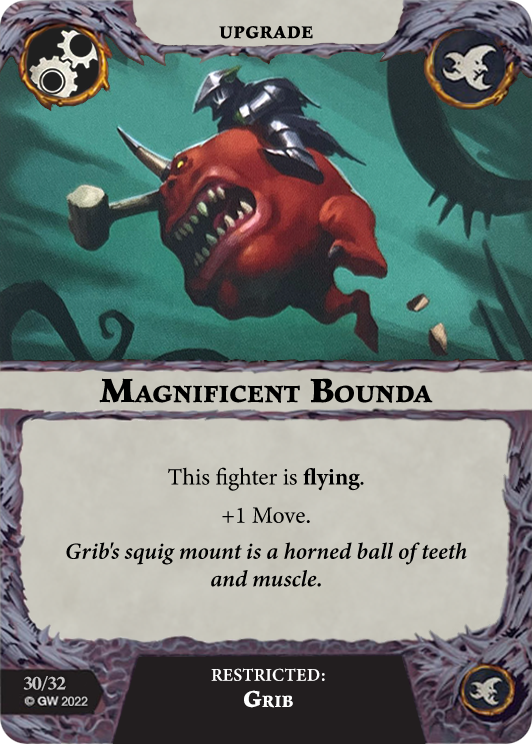 UPGRADE
MAGNIFICENT BOUNDA
This fighter is flying.
+1 Move.
Grib's squig mount is a horned ball of teeth
and muscle.
30/32
© GW 2022
RESTRICTED:
GRIB